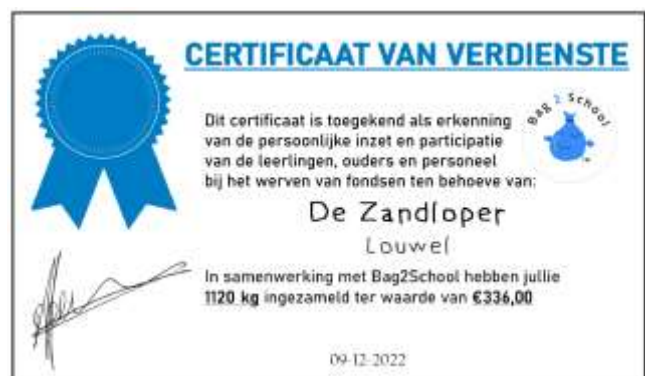 CERTIFICAAT VAN VERDIENSTE
Bag 2 School
Dit certificaat is toegekend als erkenning
van de persoonlijke inzet en participatie
van de leerlingen, ouders en personeel
bij het werven van fondsen ten behoeve van:
De Zandloper
Louwel
In samenwerking met Bag2School hebben jullie
1120 kg ingezameld ter waarde van €336,00
09-12-2022